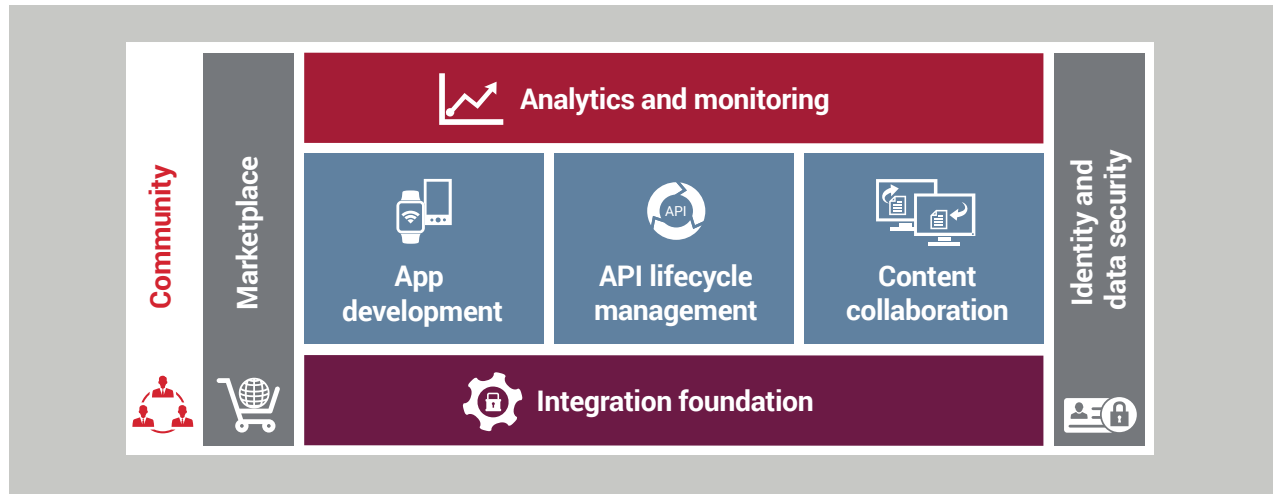 Community
Marketplace
Analytics and monitoring
App
development
API
API lifecycle
management
Content
collaboration
Integration foundation
Identity and
data security